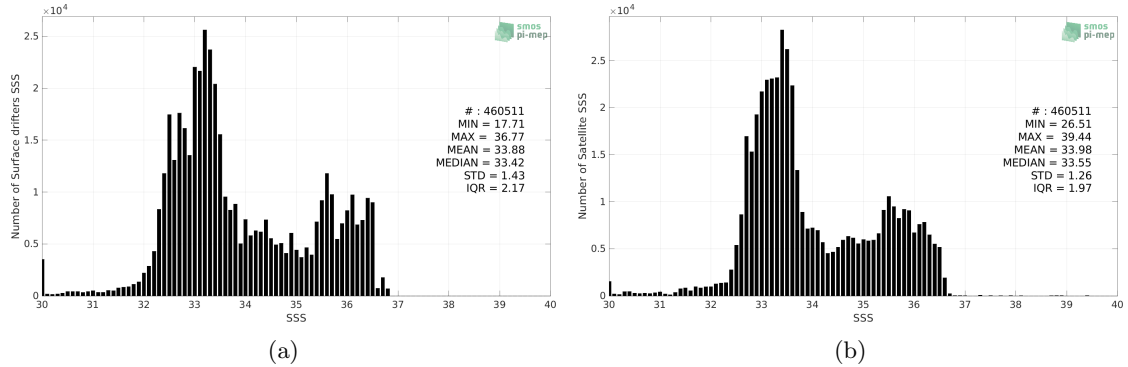 ×10⁴
smos
pi-mep
2.5
2
1.5
1
0.5
0
Number of Surface drifters SSS
# : 460511
MIN = 17.71
MAX = 36.77
MEAN = 33.88
MEDIAN = 33.42
STD = 1.43
IQR = 2.17
30 31 32 33 34 35 36 37 38 39 40
SSS
(a)
×10⁴
smos
pi-mep
2.5
2
1.5
1
0.5
0
Number of Satellite SSS
# : 460511
MIN = 26.51
MAX = 39.44
MEAN = 33.98
MEDIAN = 33.55
STD = 1.26
IQR = 1.97
30 31 32 33 34 35 36 37 38 39 40
SSS
(b)